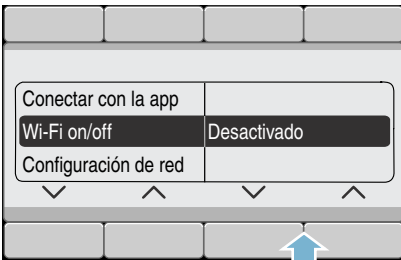 Conectar con la app
Wi-Fi on/off Desactivado
Configuración de red